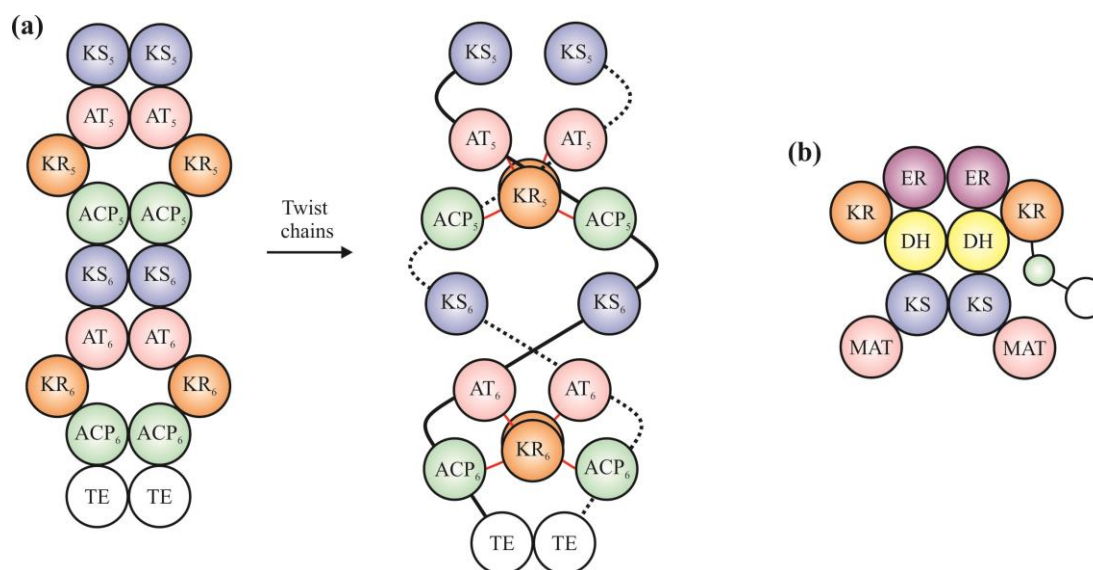 (a)
KS5 KS5
AT5 AT5
KR5 KR5
ACP5 ACP5
KS6 KS6
AT6 AT6
KR6 KR6
ACP6 ACP6
TE TE
Twist
chains
KS5 KS5
AT5 AT5
KR5
ACP5 ACP5
KS6 KS6
AT6 AT6
KR6
ACP6 ACP6
TE TE
(b)
ER ER
KR KR
DH DH
KS KS
MAT MAT